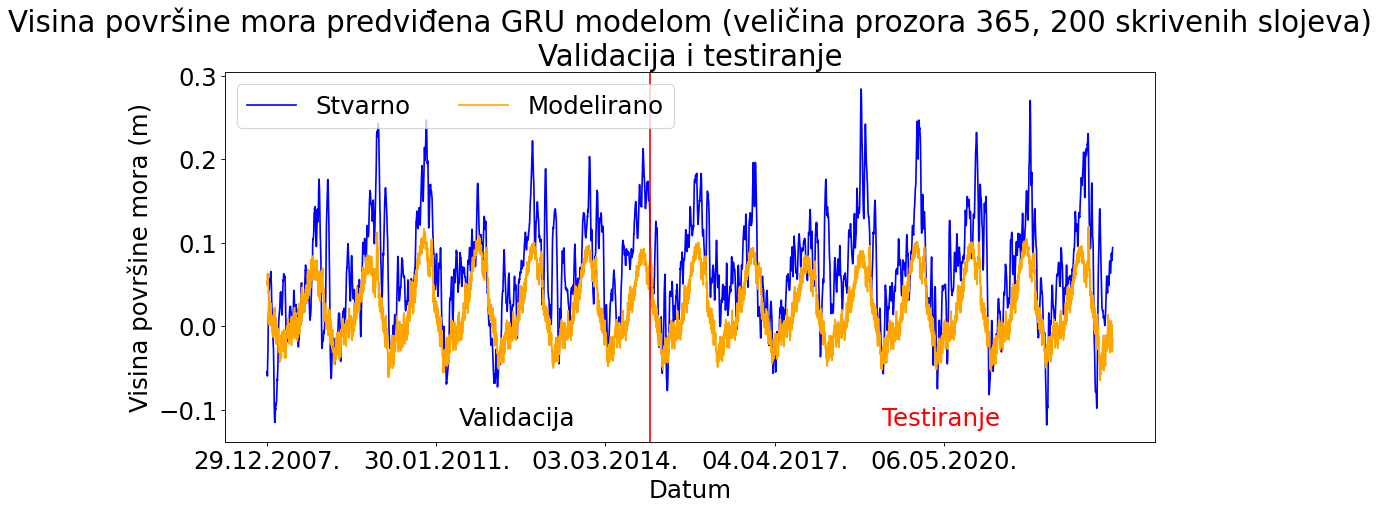 Visina površine mora predviđena GRU modelom (veličina prozora 365, 200 skrivenih slojeva)
Validacija i testiranje
Stvarno
Modelirano
Visina površine mora (m)
0.3
0.2
0.1
0.0
−0.1
Validacija
Testiranje
29.12.2007.
30.01.2011.
03.03.2014.
04.04.2017.
06.05.2020.
Datum